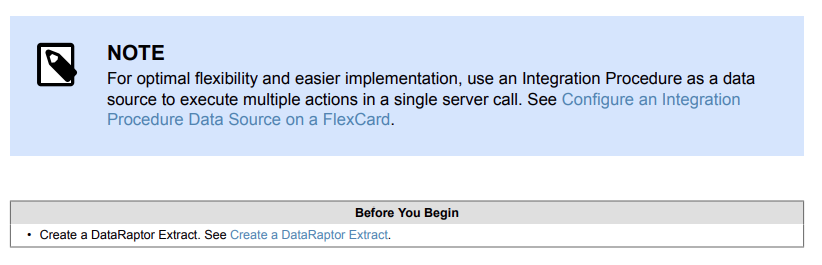 NOTE
For optimal flexibility and easier implementation, use an Integration Procedure as a data
source to execute multiple actions in a single server call. See Configure an Integration
Procedure Data Source on a FlexCard.
Before You Begin
• Create a DataRaptor Extract. See Create a DataRaptor Extract.